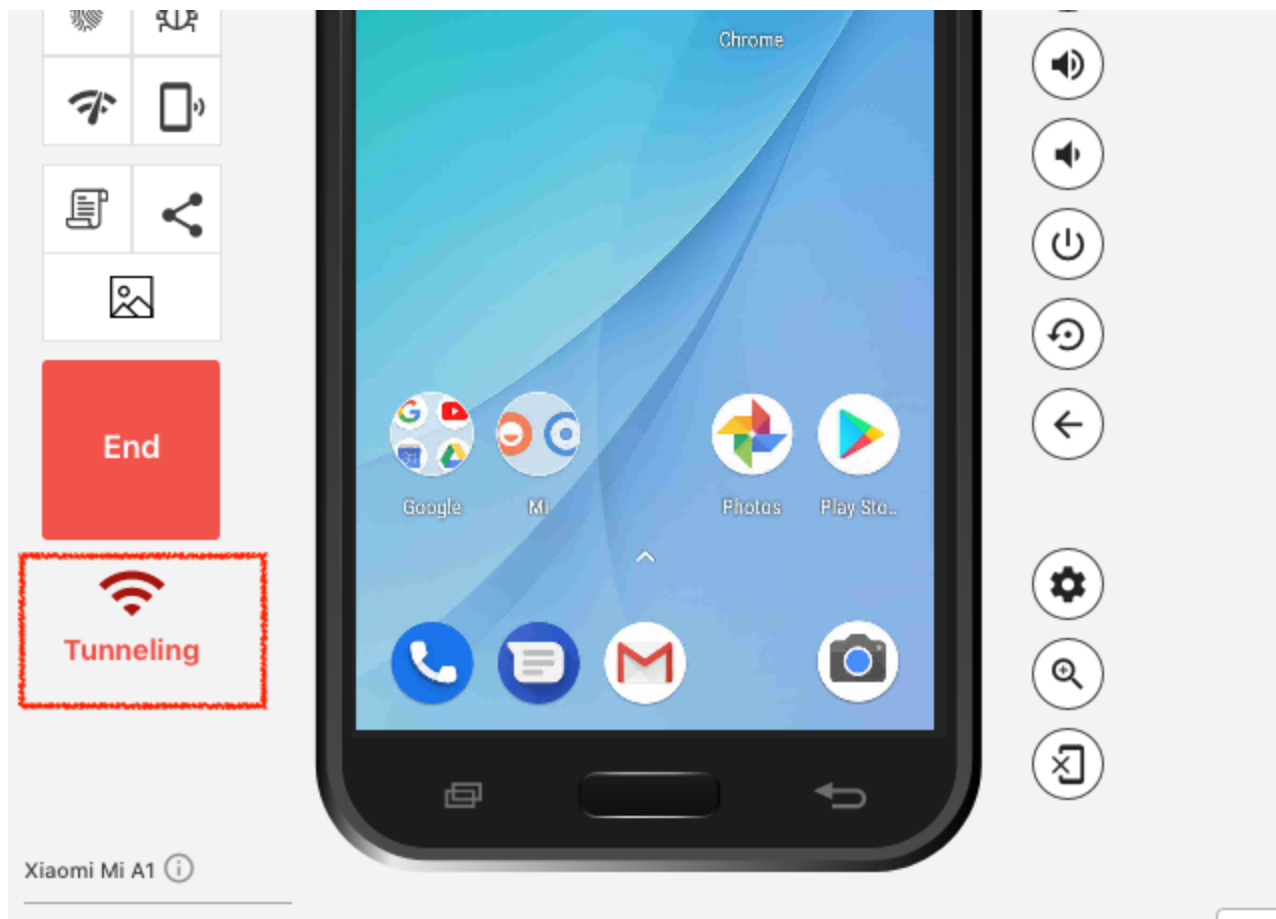 Chrome
End
Google
Mi
Photos
Play Sto..
Tunneling
Xiaomi Mi A1